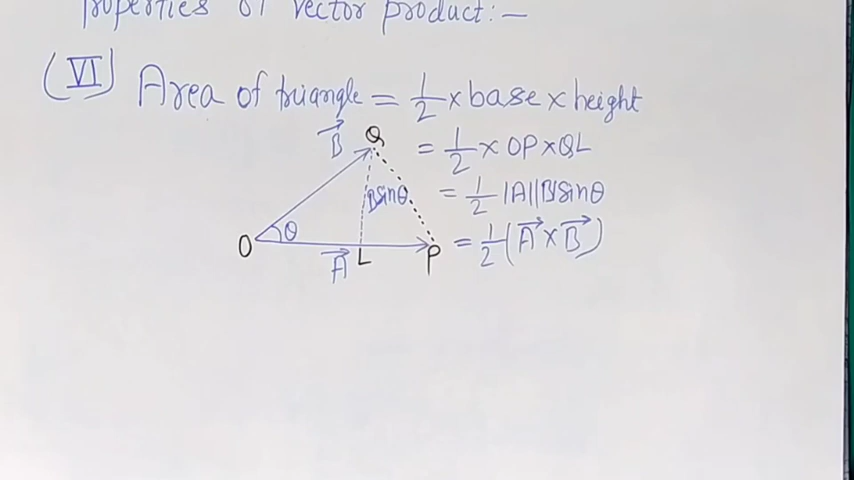 Properties of vector product:-
(VI) Area of triangle = 1/2 × base × height
B⃗ Q = 1/2 × OP × QL
Bsinθ = 1/2 |A||B|sinθ
O θ A⃗ L P = 1/2 (A⃗ × B⃗)